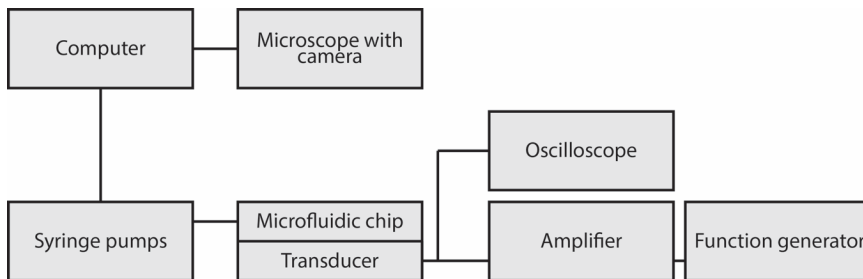 Computer
Microscope with
camera
Oscilloscope
Syringe pumps
Microfluidic chip
Transducer
Amplifier
Function generator